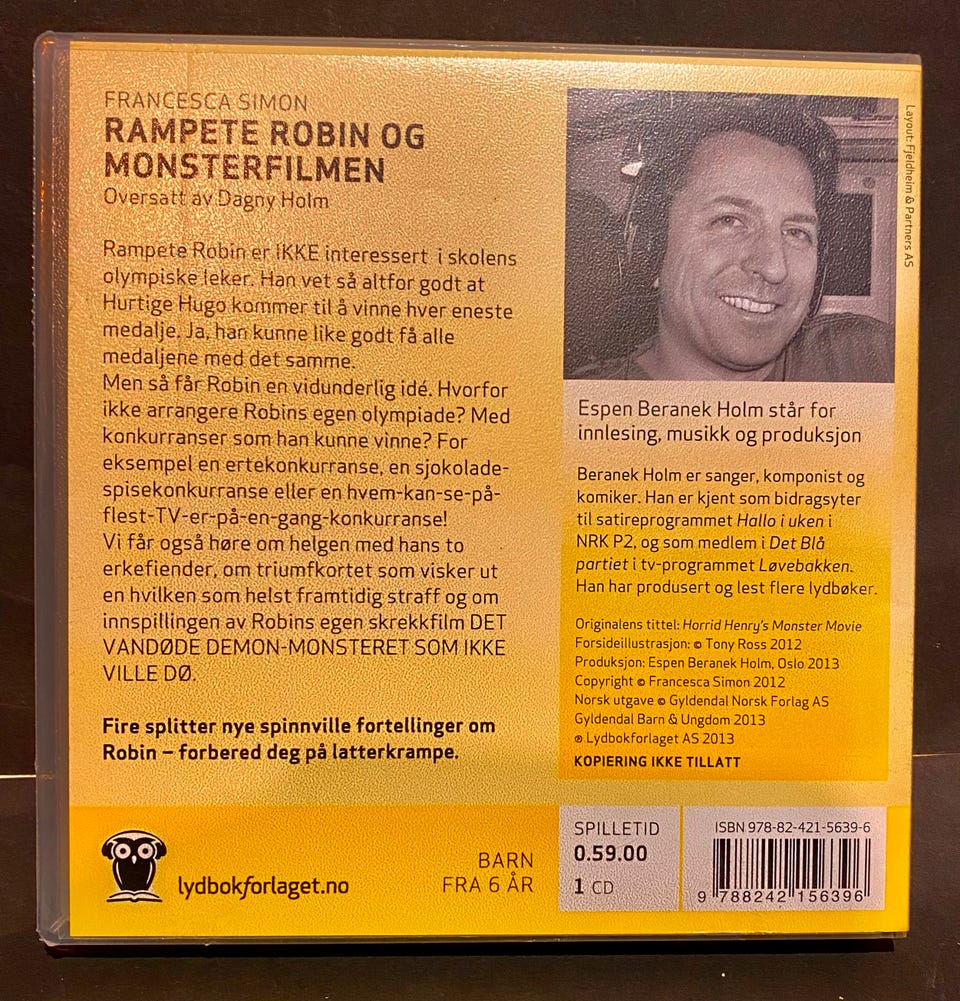 FRANCESCA SIMON
RAMPETE ROBIN OG
MONSTERFILMEN
Oversatt av Dagny Holm
Rampete Robin er IKKE interessert i skolens
olympiske leker. Han vet så altfor godt at
Hurtige Hugo kommer til å vinne hver eneste
medalje. Ja, han kunne like godt få alle
medaljene med det samme.
Men så får Robin en vidunderlig idé. Hvorfor
ikke arrangere Robins egen olympiade? Med
konkurranser som han kunne vinne? For
eksempel en ertekonkurranse, en sjokolade-
spisekonkurranse eller en hvem-kan-se-på-
flest-TV-er-på-en-gang-konkurranse!
Vi får også høre om helgen med hans to
erkefiender, om triumfkortet som visker ut
en hvilken som helst framtidig straff og om
innspillingen av Robins egen skrekkfilm DET
VANDØDE DEMON-MONSTERET SOM IKKE
VILLE DØ.
Fire splitter nye spinnville fortellinger om
Robin – forbered deg på latterkrampe.
Layout: Fjeldheim & Partners AS
Espen Beranek Holm står for
innlesing, musikk og produksjon
Beranek Holm er sanger, komponist og
komiker. Han er kjent som bidragsyter
til satireprogrammet Hallo i uken i
NRK P2, og som medlem i Det Blå
partiet i tv-programmet Løvebakken.
Han har produsert og lest flere lydbøker.
Originalens tittel: Horrid Henry's Monster Movie
Forsideillustrasjon: © Tony Ross 2012
Produksjon: Espen Beranek Holm, Oslo 2013
Copyright © Francesca Simon 2012
Norsk utgave © Gyldendal Norsk Forlag AS
Gyldendal Barn & Ungdom 2013
℗ Lydbokforlaget AS 2013
KOPIERING IKKE TILLATT
lydbokforlaget.no
BARN
FRA 6 ÅR
SPILLETID
0.59.00
1 CD
ISBN 978-82-421-5639-6
9 788242 156396